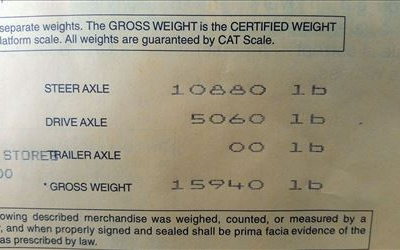 separate weights. The GROSS WEIGHT is the CERTIFIED WEIGHT
latform scale. All weights are guaranteed by CAT Scale.
STEER AXLE 10880 lb
DRIVE AXLE 5060 lb
STORE TRAILER AXLE 00 lb
00
* GROSS WEIGHT 15940 lb
owing described merchandise was weighed, counted, or measured by a
, and when properly signed and sealed shall be prima facia evidence of the
as prescribed by law.